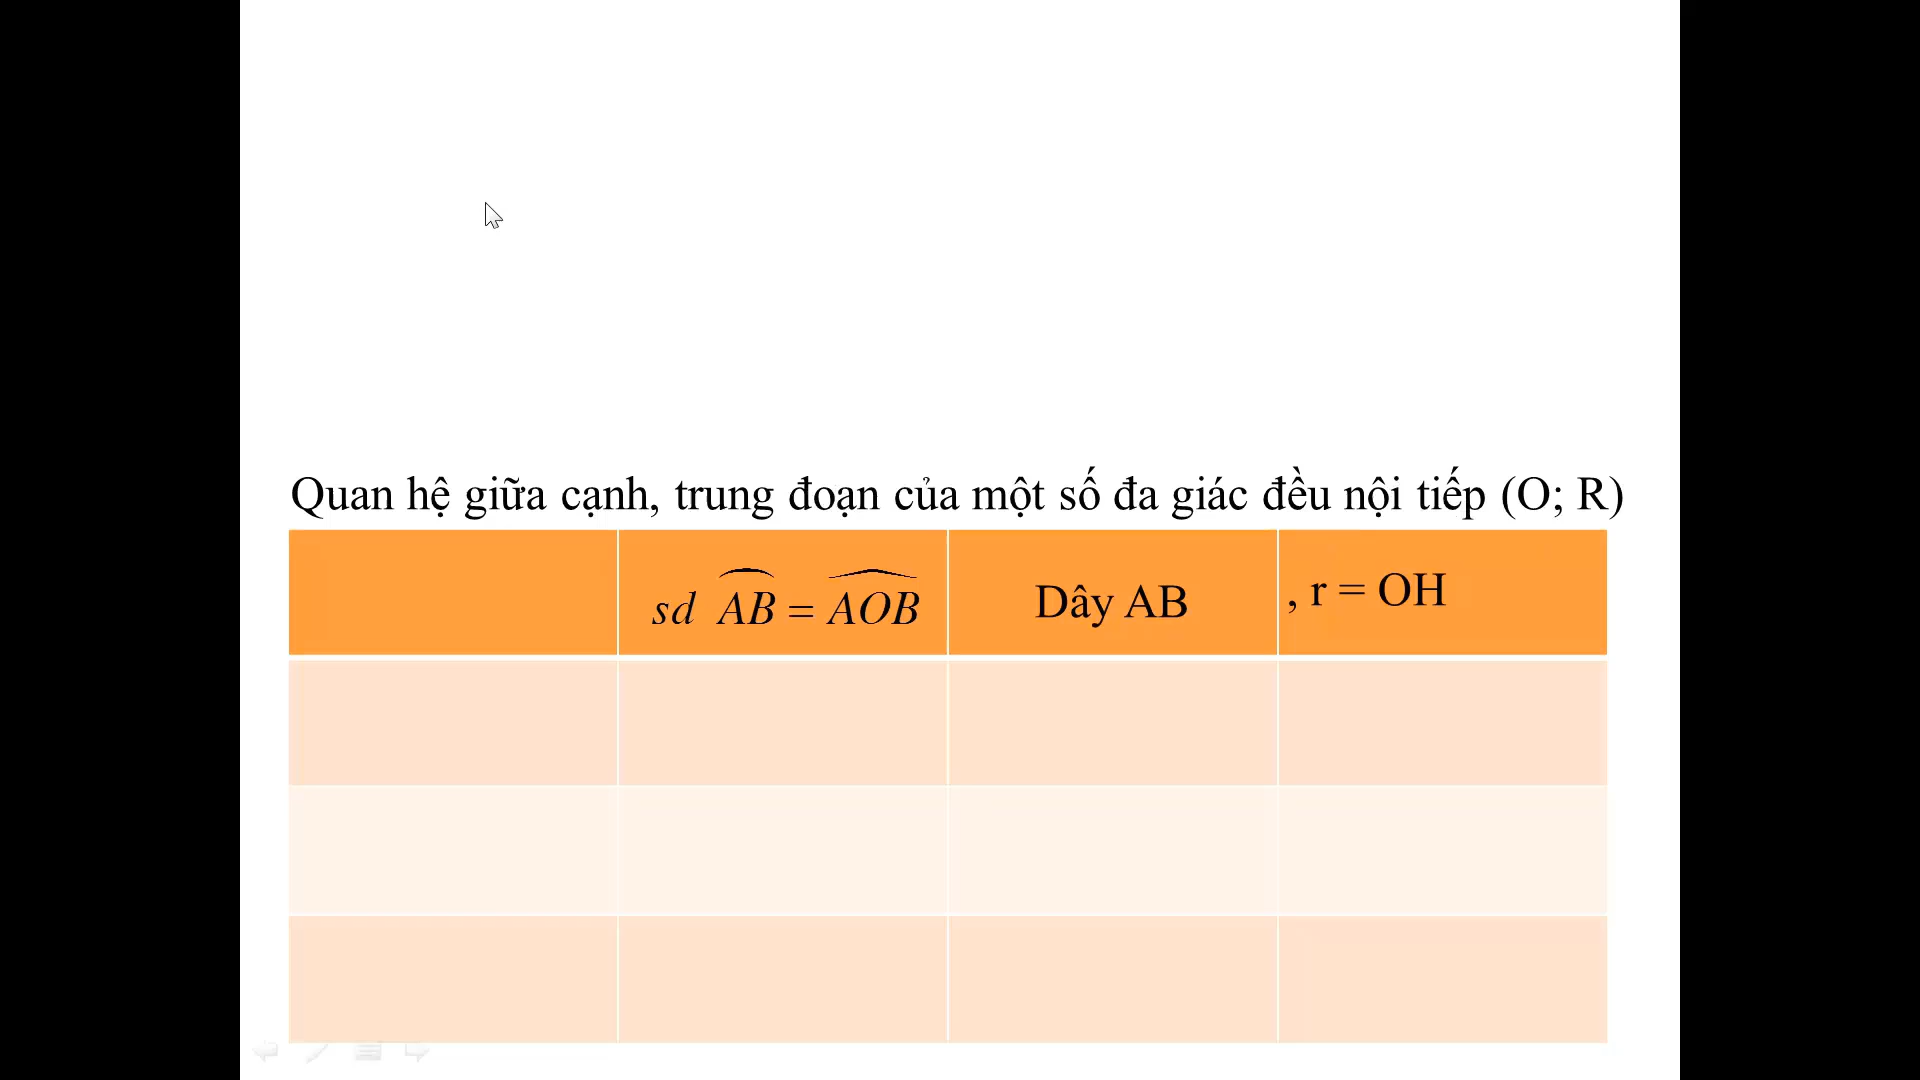 Quan hệ giữa cạnh, trung đoạn của một số đa giác đều nội tiếp (O; R)
sd AB = AOB
Dây AB
, r = OH